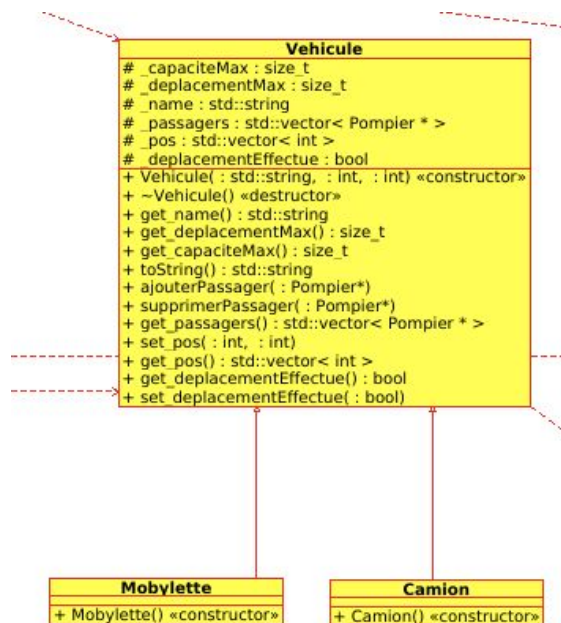 Vehicule
# _capaciteMax : size_t
# _deplacementMax : size_t
# _name : std::string
# _passagers : std::vector< Pompier * >
# _pos : std::vector< int >
# _deplacementEffectue : bool
+ Vehicule( : std::string,  : int,  : int) «constructor»
+ ~Vehicule() «destructor»
+ get_name() : std::string
+ get_deplacementMax() : size_t
+ get_capaciteMax() : size_t
+ toString() : std::string
+ ajouterPassager( : Pompier*)
+ supprimerPassager( : Pompier*)
+ get_passagers() : std::vector< Pompier * >
+ set_pos( : int,  : int)
+ get_pos() : std::vector< int >
+ get_deplacementEffectue() : bool
+ set_deplacementEffectue( : bool)
Mobylette
+ Mobylette() «constructor»
Camion
+ Camion() «constructor»